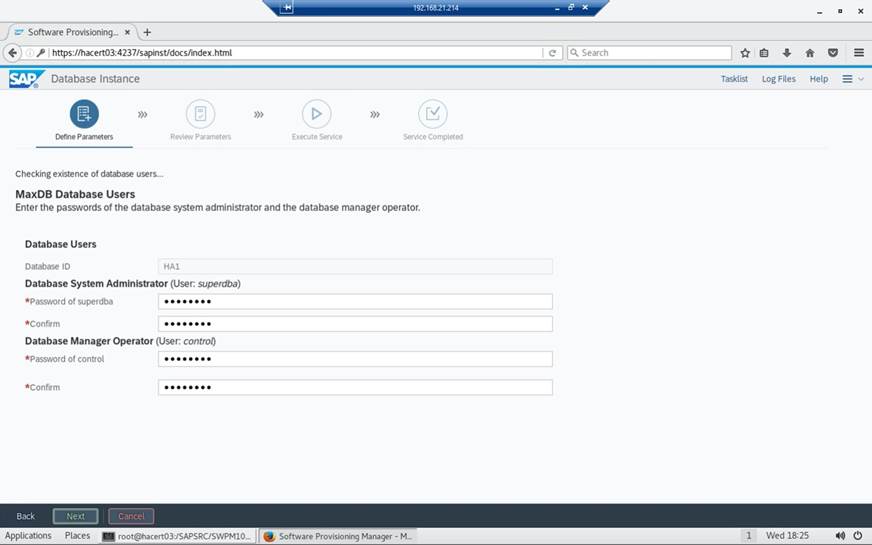 192.168.21.214
Software Provisioning...
https://hacert03:4237/sapinst/docs/index.html
Search
SAP Database Instance
Tasklist Log Files Help
Define Parameters Review Parameters Execute Service Service Completed
Checking existence of database users...
MaxDB Database Users
Enter the passwords of the database system administrator and the database manager operator.
Database Users
Database ID HA1
Database System Administrator (User: superdba)
*Password of superdba ••••••••
*Confirm ••••••••
Database Manager Operator (User: control)
*Password of control ••••••••
*Confirm ••••••••
Back Next Cancel
Applications Places root@hacert03:/SAPSRC/SWPM10... Software Provisioning Manager - M... 1 Wed 18:25